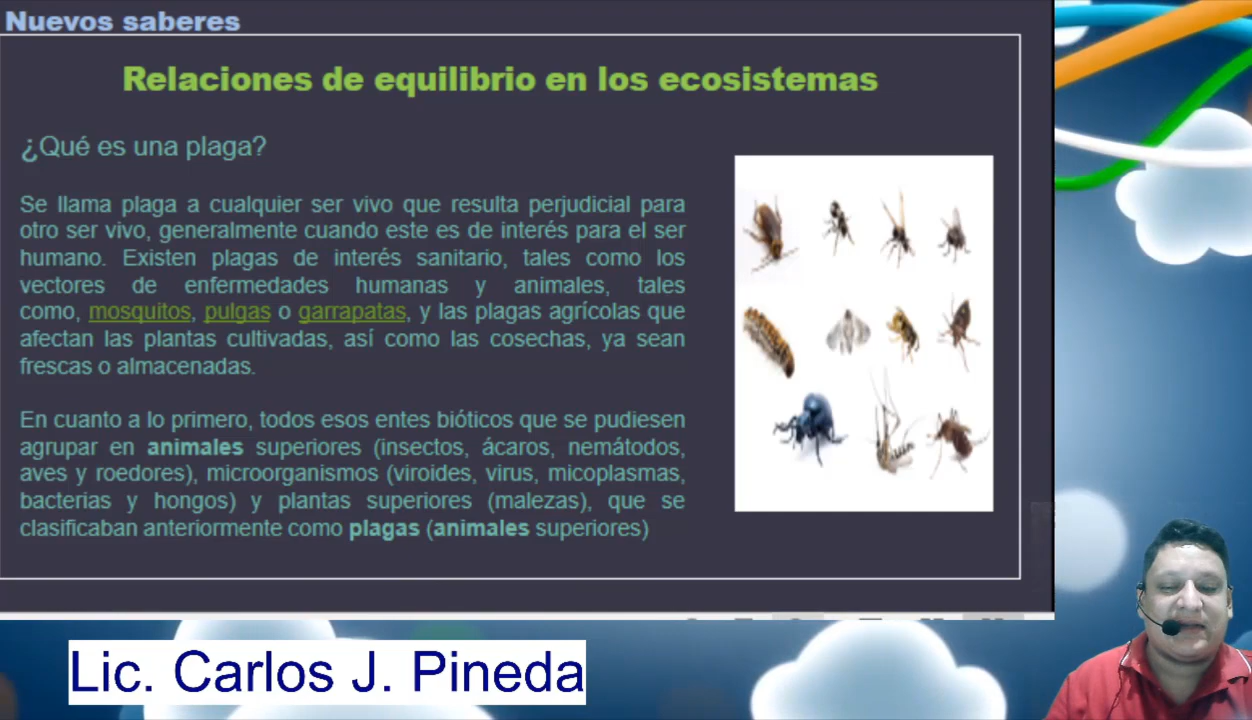 Nuevos saberes
Relaciones de equilibrio en los ecosistemas
¿Qué es una plaga?
Se llama plaga a cualquier ser vivo que resulta perjudicial para
otro ser vivo, generalmente cuando este es de interés para el ser
humano. Existen plagas de interés sanitario, tales como los
vectores de enfermedades humanas y animales, tales
como, mosquitos, pulgas o garrapatas, y las plagas agrícolas que
afectan las plantas cultivadas, así como las cosechas, ya sean
frescas o almacenadas.
En cuanto a lo primero, todos esos entes bióticos que se pudiesen
agrupar en animales superiores (insectos, ácaros, nemátodos,
aves y roedores), microorganismos (viroides, virus, micoplasmas,
bacterias y hongos) y plantas superiores (malezas), que se
clasificaban anteriormente como plagas (animales superiores)
Lic. Carlos J. Pineda